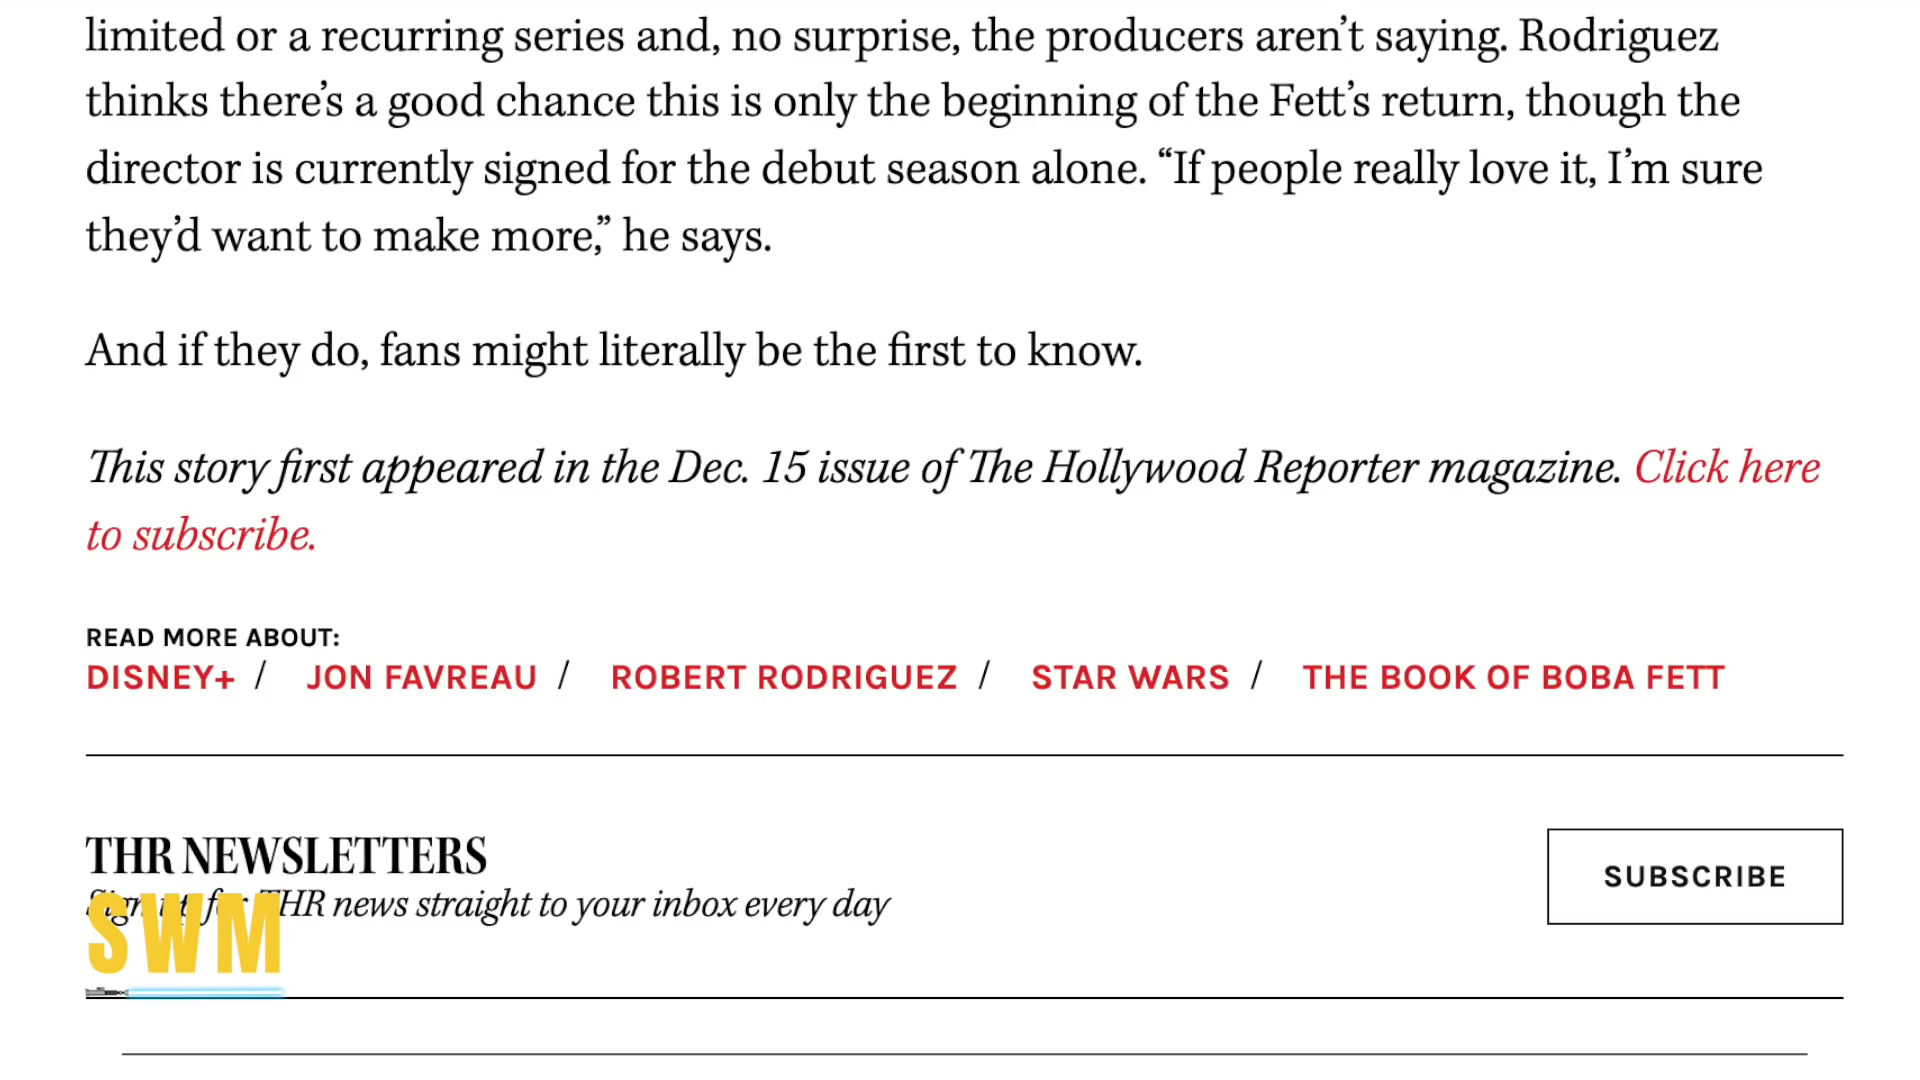 limited or a recurring series and, no surprise, the producers aren’t saying. Rodriguez
thinks there’s a good chance this is only the beginning of the Fett’s return, though the
director is currently signed for the debut season alone. “If people really love it, I’m sure
they’d want to make more,” he says.
And if they do, fans might literally be the first to know.
This story first appeared in the Dec. 15 issue of The Hollywood Reporter magazine. Click here
to subscribe.
READ MORE ABOUT:
DISNEY+ / JON FAVREAU / ROBERT RODRIGUEZ / STAR WARS / THE BOOK OF BOBA FETT
THR NEWSLETTERS
SUBSCRIBE
Sign up for THR news straight to your inbox every day
SWM